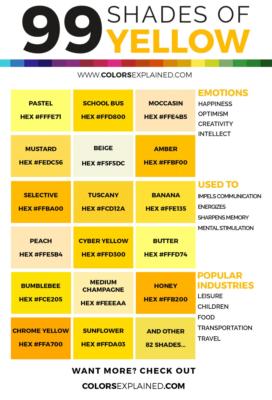 99 SHADES OF
YELLOW
WWW.COLORSEXPLAINED.COM
PASTEL
HEX #FFFE71
SCHOOL BUS
HEX #FFD800
MOCCASIN
HEX #FFE4B5
MUSTARD
HEX #FEDC56
BEIGE
HEX #F5F5DC
AMBER
HEX #FFBF00
SELECTIVE
HEX #FFBA00
TUSCANY
HEX #FCD12A
BANANA
HEX #FFE135
PEACH
HEX #FFE5B4
CYBER YELLOW
HEX #FFD300
BUTTER
HEX #FFFD74
BUMBLEBEE
HEX #FCE205
MEDIUM
CHAMPAGNE
HEX #FEEEAA
HONEY
HEX #FFB200
CHROME YELLOW
HEX #FFA700
SUNFLOWER
HEX #FFDA03
AND OTHER
82 SHADES...
EMOTIONS
HAPPINESS
OPTIMISM
CREATIVITY
INTELLECT
USED TO
IMPELS COMMUNICATION
ENERGIZES
SHARPENS MEMORY
MENTAL STIMULATION
POPULAR
INDUSTRIES
LEISURE
CHILDREN
FOOD
TRANSPORTATION
TRAVEL
WANT MORE? CHECK OUT
COLORSEXPLAINED.COM